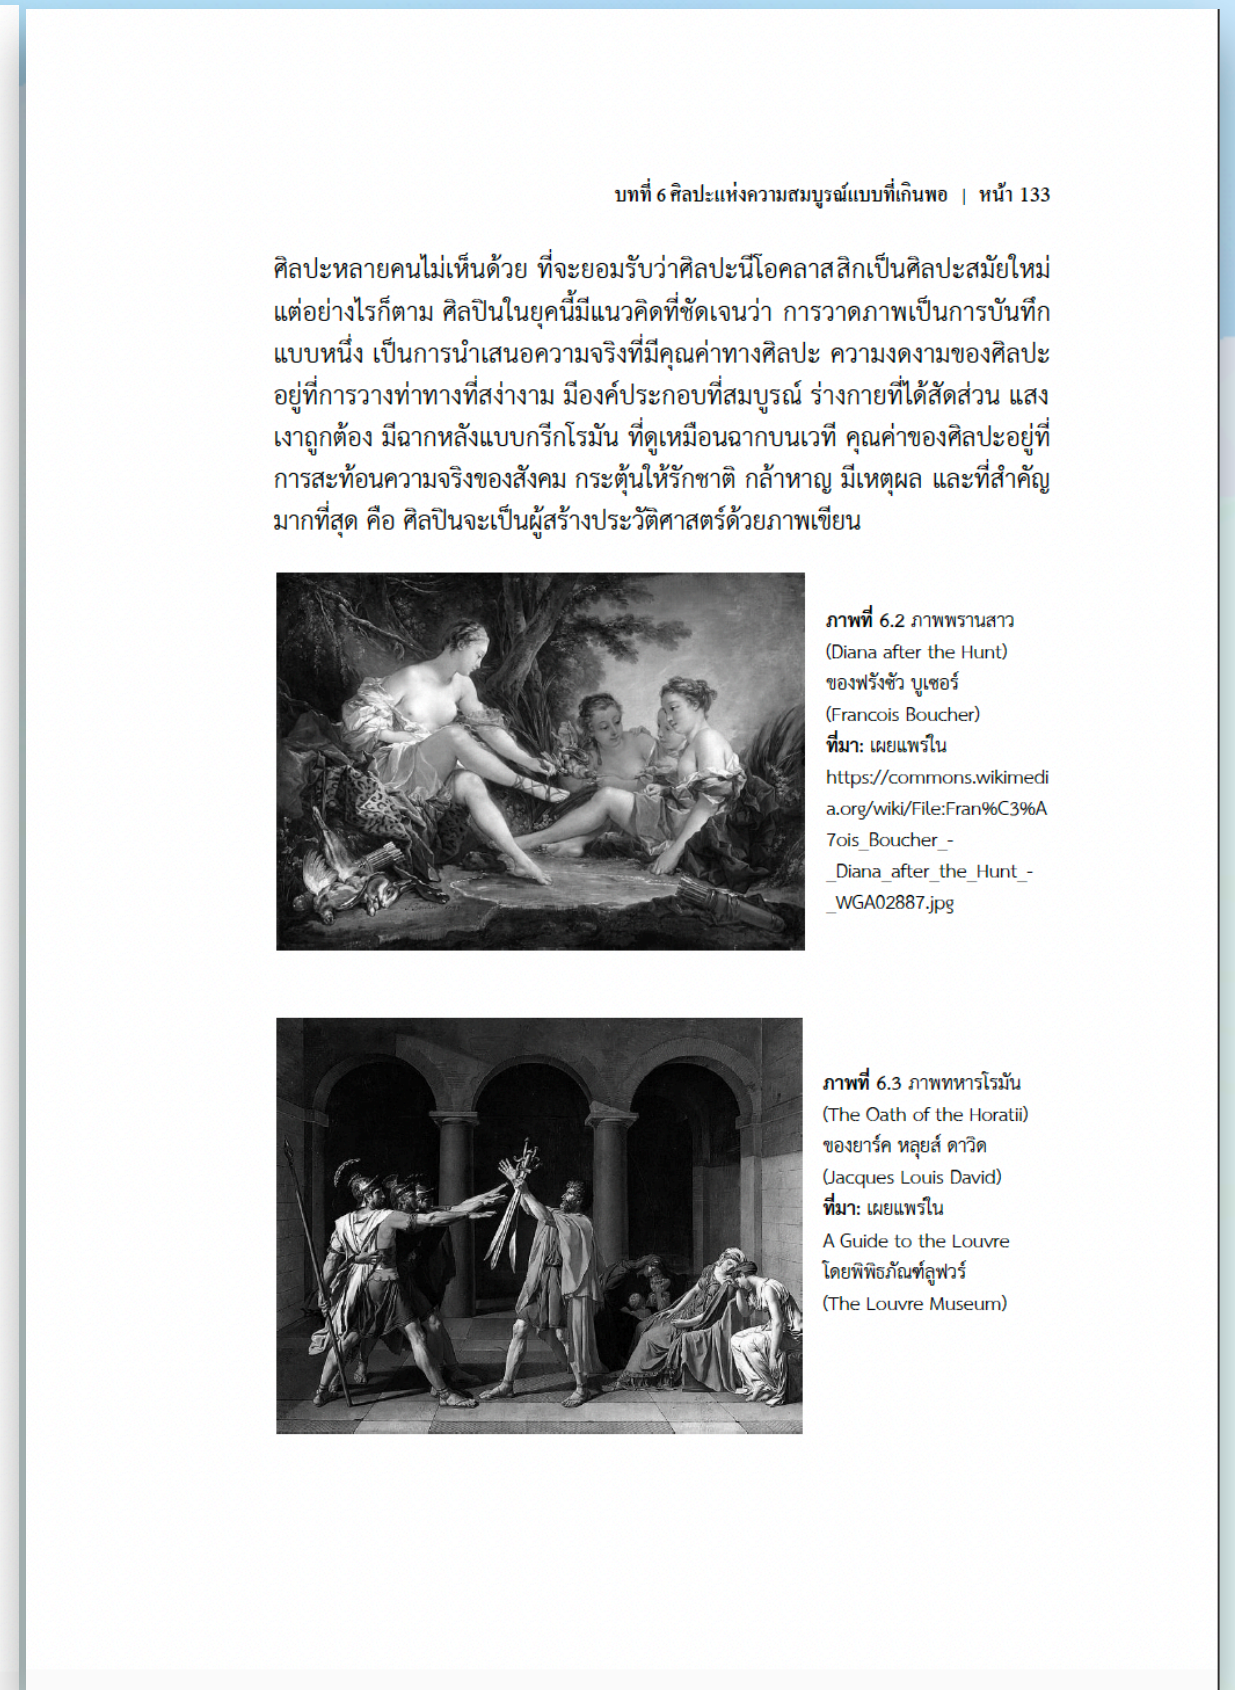 บทที่ 6 ศิลปะแห่งความสมบูรณ์แบบที่เกินพอ | หน้า 133
ศิลปะหลายคนไม่เห็นด้วย ที่จะยอมรับว่าศิลปะนีโอคลาสสิกเป็นศิลปะสมัยใหม่
แต่อย่างไรก็ตาม ศิลปินในยุคนี้มีแนวคิดที่ชัดเจนว่า การวาดภาพเป็นการบันทึก
แบบหนึ่ง เป็นการนำเสนอความจริงที่มีคุณค่าทางศิลปะ ความงดงามของศิลปะ
อยู่ที่การวางท่าทางที่สง่างาม มีองค์ประกอบที่สมบูรณ์ ร่างกายที่ได้สัดส่วน แสง
เงาถูกต้อง มีฉากหลังแบบกรีกโรมัน ที่ดูเหมือนฉากบนเวที คุณค่าของศิลปะอยู่ที่
การสะท้อนความจริงของสังคม กระตุ้นให้รักชาติ กล้าหาญ มีเหตุผล และที่สำคัญ
มากที่สุด คือ ศิลปินจะเป็นผู้สร้างประวัติศาสตร์ด้วยภาพเขียน
ภาพที่ 6.2 ภาพพรานสาว
(Diana after the Hunt)
ของฟรังซัว บูเชอร์
(Francois Boucher)
ที่มา: เผยแพร่ใน
https://commons.wikimedi
a.org/wiki/File:Fran%C3%A
7ois_Boucher_-
_Diana_after_the_Hunt_-
_WGA02887.jpg
ภาพที่ 6.3 ภาพทหารโรมัน
(The Oath of the Horatii)
ของยาร์ค หลุยส์ ดาวิด
(Jacques Louis David)
ที่มา: เผยแพร่ใน
A Guide to the Louvre
โดยพิพิธภัณฑ์ลูฟวร์
(The Louvre Museum)